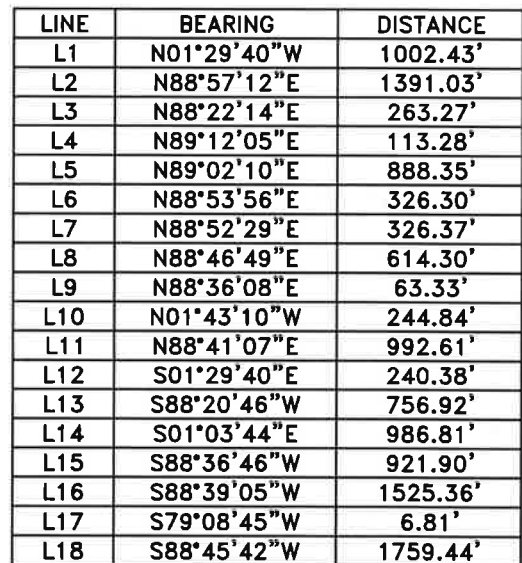 LINE BEARING DISTANCE
L1 N01°29'40"W 1002.43'
L2 N88°57'12"E 1391.03'
L3 N88°22'14"E 263.27'
L4 N89°12'05"E 113.28'
L5 N89°02'10"E 888.35'
L6 N88°53'56"E 326.30'
L7 N88°52'29"E 326.37'
L8 N88°46'49"E 614.30'
L9 N88°36'08"E 63.33'
L10 N01°43'10"W 244.84'
L11 N88°41'07"E 992.61'
L12 S01°29'40"E 240.38'
L13 S88°20'46"W 756.92'
L14 S01°03'44"E 986.81'
L15 S88°36'46"W 921.90'
L16 S88°39'05"W 1525.36'
L17 S79°08'45"W 6.81'
L18 S88°45'42"W 1759.44'